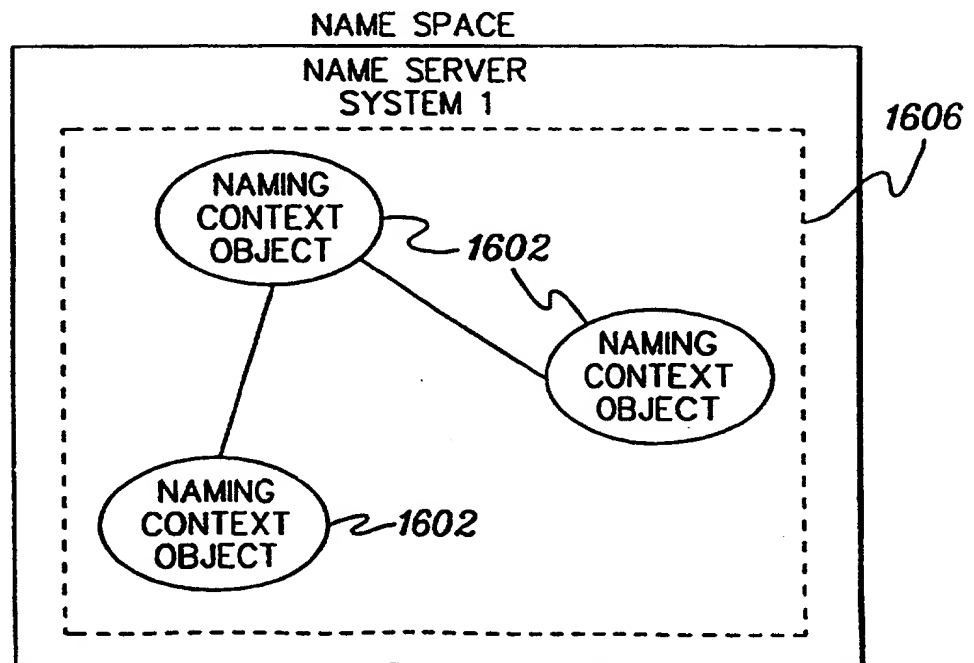 NAME SPACE
NAME SERVER
SYSTEM 1
1606
NAMING
CONTEXT
OBJECT
1602
NAMING
CONTEXT
OBJECT
NAMING
CONTEXT
OBJECT
1602